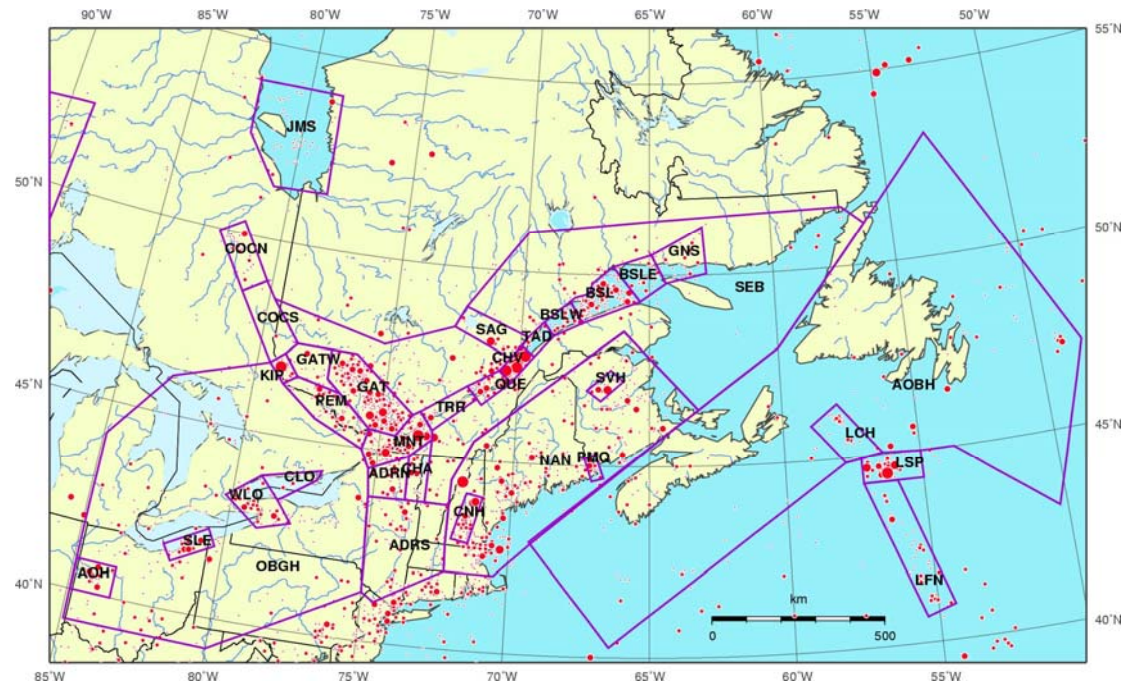 90˚W 85˚W 80˚W 75˚W 70˚W 65˚W 60˚W 55˚W 50˚W
55˚N 55˚N
JMS
50˚N
50˚N
COCN
GNS
BSLE
SEB
BSL
COCS
BSLW
SAG
TAD
GATW
CHV
KIP
SVH
QUE
GAT
AOBH
45˚N
PEM
TRR
45˚N
LCH
MNT
NAN PMQ
LSP
ADRN CHA
CLO
WLO
CNH
SLE
ADRS
OBGH
AOH
LFN
40˚N
km
40˚N
0 500
85˚W 80˚W 75˚W 70˚W 65˚W 60˚W 55˚W